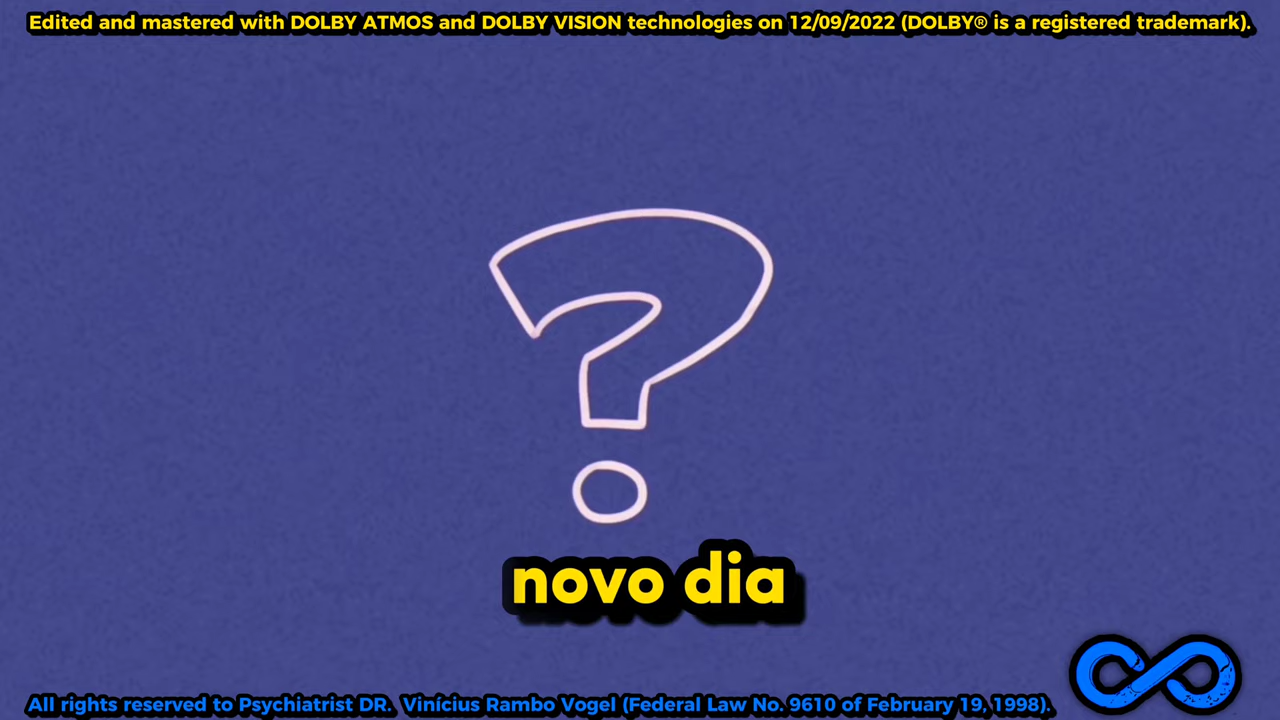 Edited and mastered with DOLBY ATMOS and DOLBY VISION technologies on 12/09/2022 (DOLBY® is a registered trademark).
?
novo dia
All rights reserved to Psychiatrist DR. Vinícius Rambo Vogel (Federal Law No. 9610 of February 19, 1998).